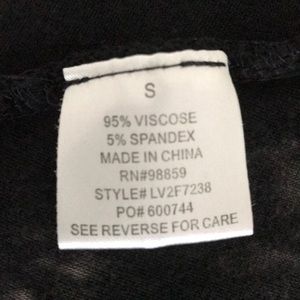 S
95% VISCOSE
5% SPANDEX
MADE IN CHINA
RN#98859
STYLE# LV2F7238
PO# 600744
SEE REVERSE FOR CARE